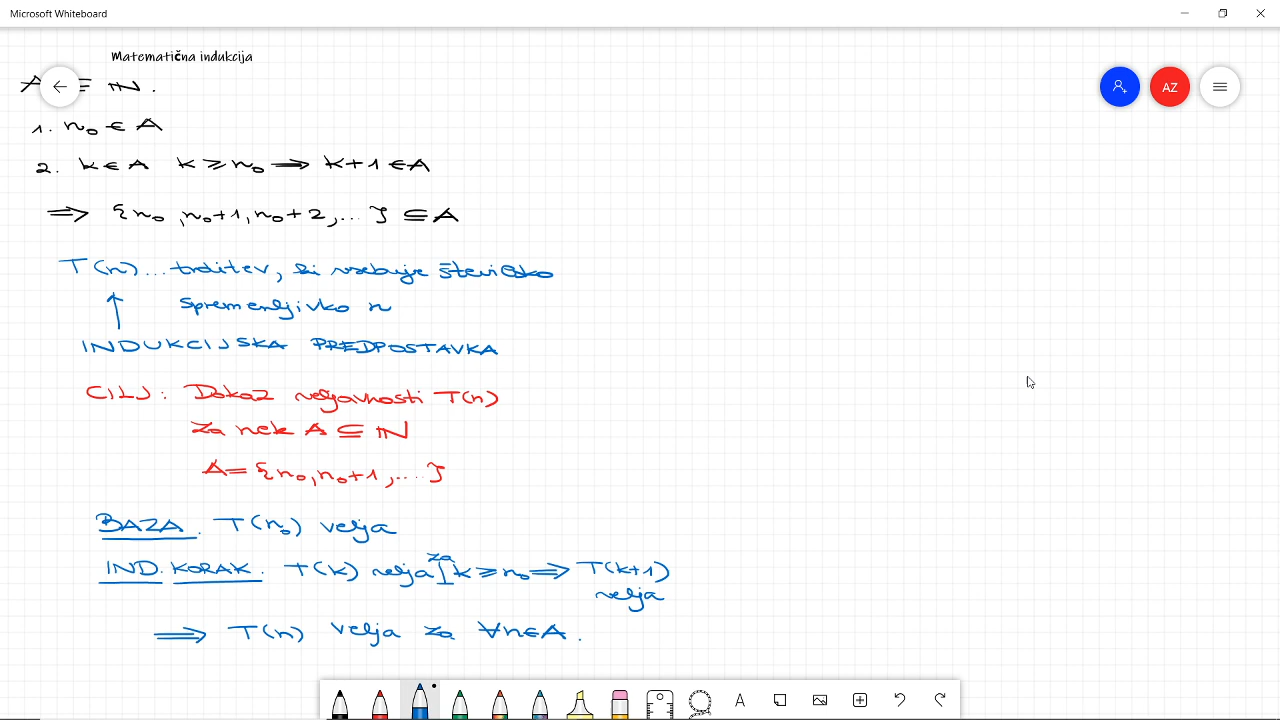 Microsoft Whiteboard
Matematična indukcija
A ⊆ ℕ.
1. n₀ ∈ A
2. k ∈ A k ≥ n₀ ⟹ k+1 ∈ A
⟹ {n₀, n₀+1, n₀+2, ...} ⊆ A
T(n) ... trditev, ki vsebuje številsko
spremenljivko n
↑
INDUKCIJSKA PREDPOSTAVKA
CILJ: Dokaz veljavnosti T(n)
za nek A ⊆ ℕ
A = {n₀, n₀+1, ....}
BAZA. T(n₀) velja
IND. KORAK. T(k) velja za k ≥ n₀ ⟹ T(k+1)
velja
⟹ T(n) velja za ∀n∈A.
AZ